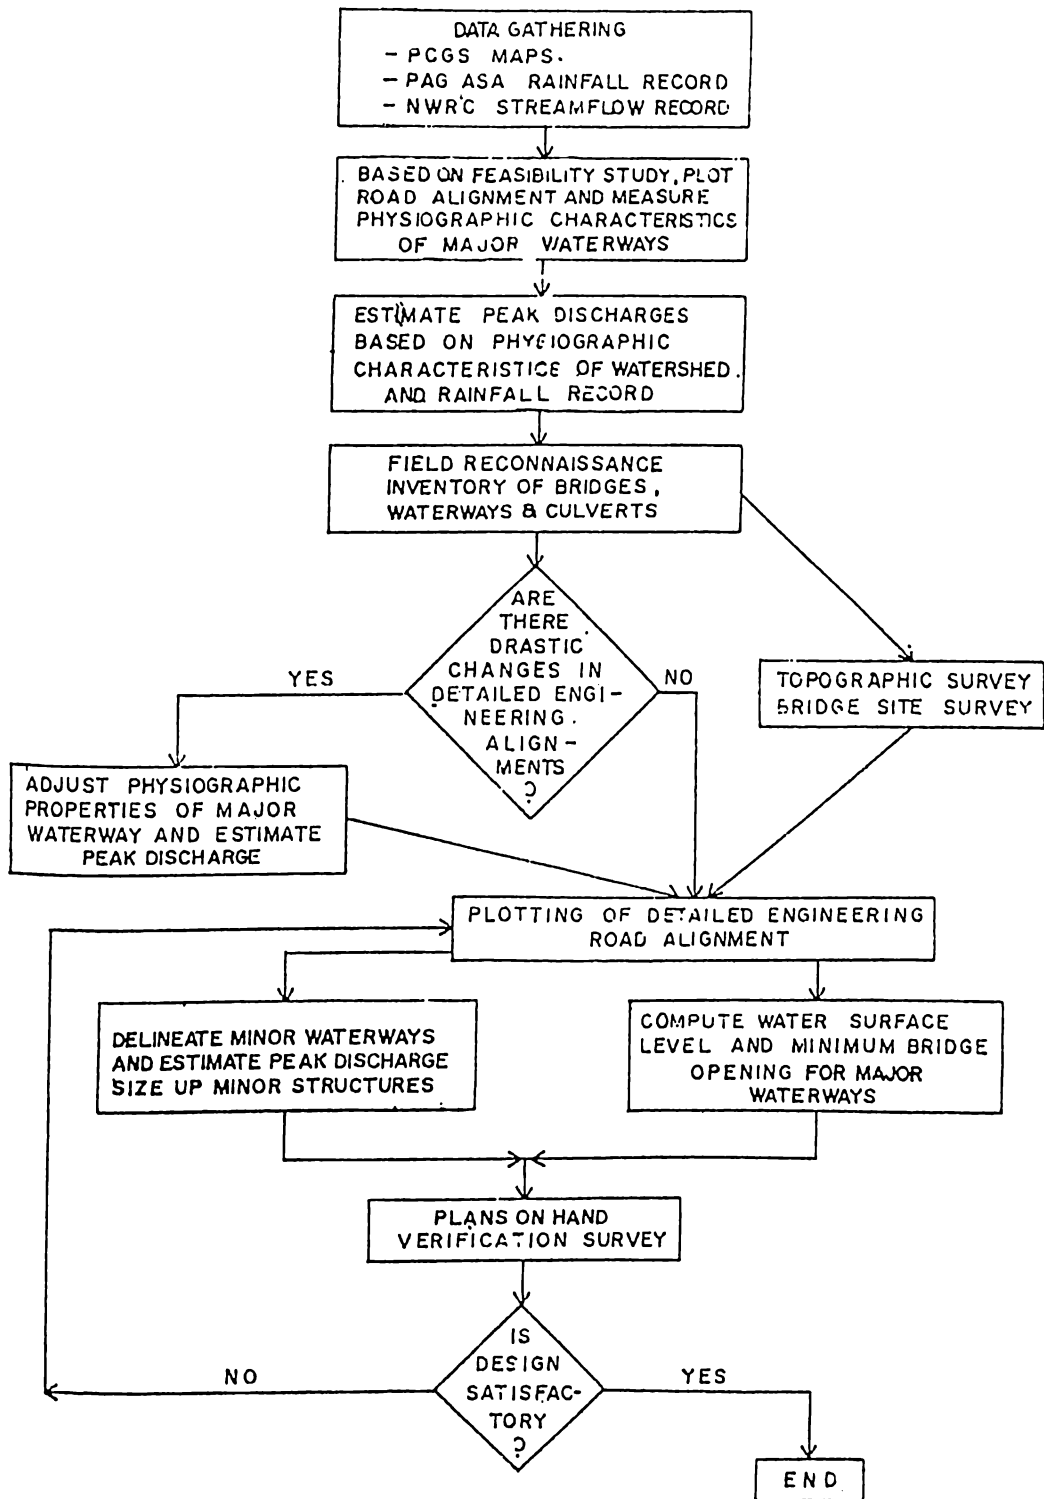 DATA GATHERING
- PCGS MAPS.
- PAG ASA RAINFALL RECORD
- NWRC STREAMFLOW RECORD
BASED ON FEASIBILITY STUDY, PLOT
ROAD ALIGNMENT AND MEASURE
PHYSIOGRAPHIC CHARACTERISTICS
OF MAJOR WATERWAYS
ESTIMATE PEAK DISCHARGES
BASED ON PHYSIOGRAPHIC
CHARACTERISTICE OF WATERSHED.
AND RAINFALL RECORD
FIELD RECONNAISSANCE
INVENTORY OF BRIDGES,
WATERWAYS & CULVERTS
ARE
THERE
DRASTIC
CHANGES IN
DETAILED ENGI-
NEERING.
ALIGN-
MENTS
?
YES
NO
TOPOGRAPHIC SURVEY
BRIDGE SITE SURVEY
ADJUST PHYSIOGRAPHIC
PROPERTIES OF MAJOR
WATERWAY AND ESTIMATE
PEAK DISCHARGE
PLOTTING OF DETAILED ENGINEERING
ROAD ALIGNMENT
DELINEATE MINOR WATERWAYS
AND ESTIMATE PEAK DISCHARGE
SIZE UP MINOR STRUCTURES
COMPUTE WATER SURFACE
LEVEL AND MINIMUM BRIDGE
OPENING FOR MAJOR
WATERWAYS
PLANS ON HAND
VERIFICATION SURVEY
IS
DESIGN
SATISFAC-
TORY
?
NO
YES
END